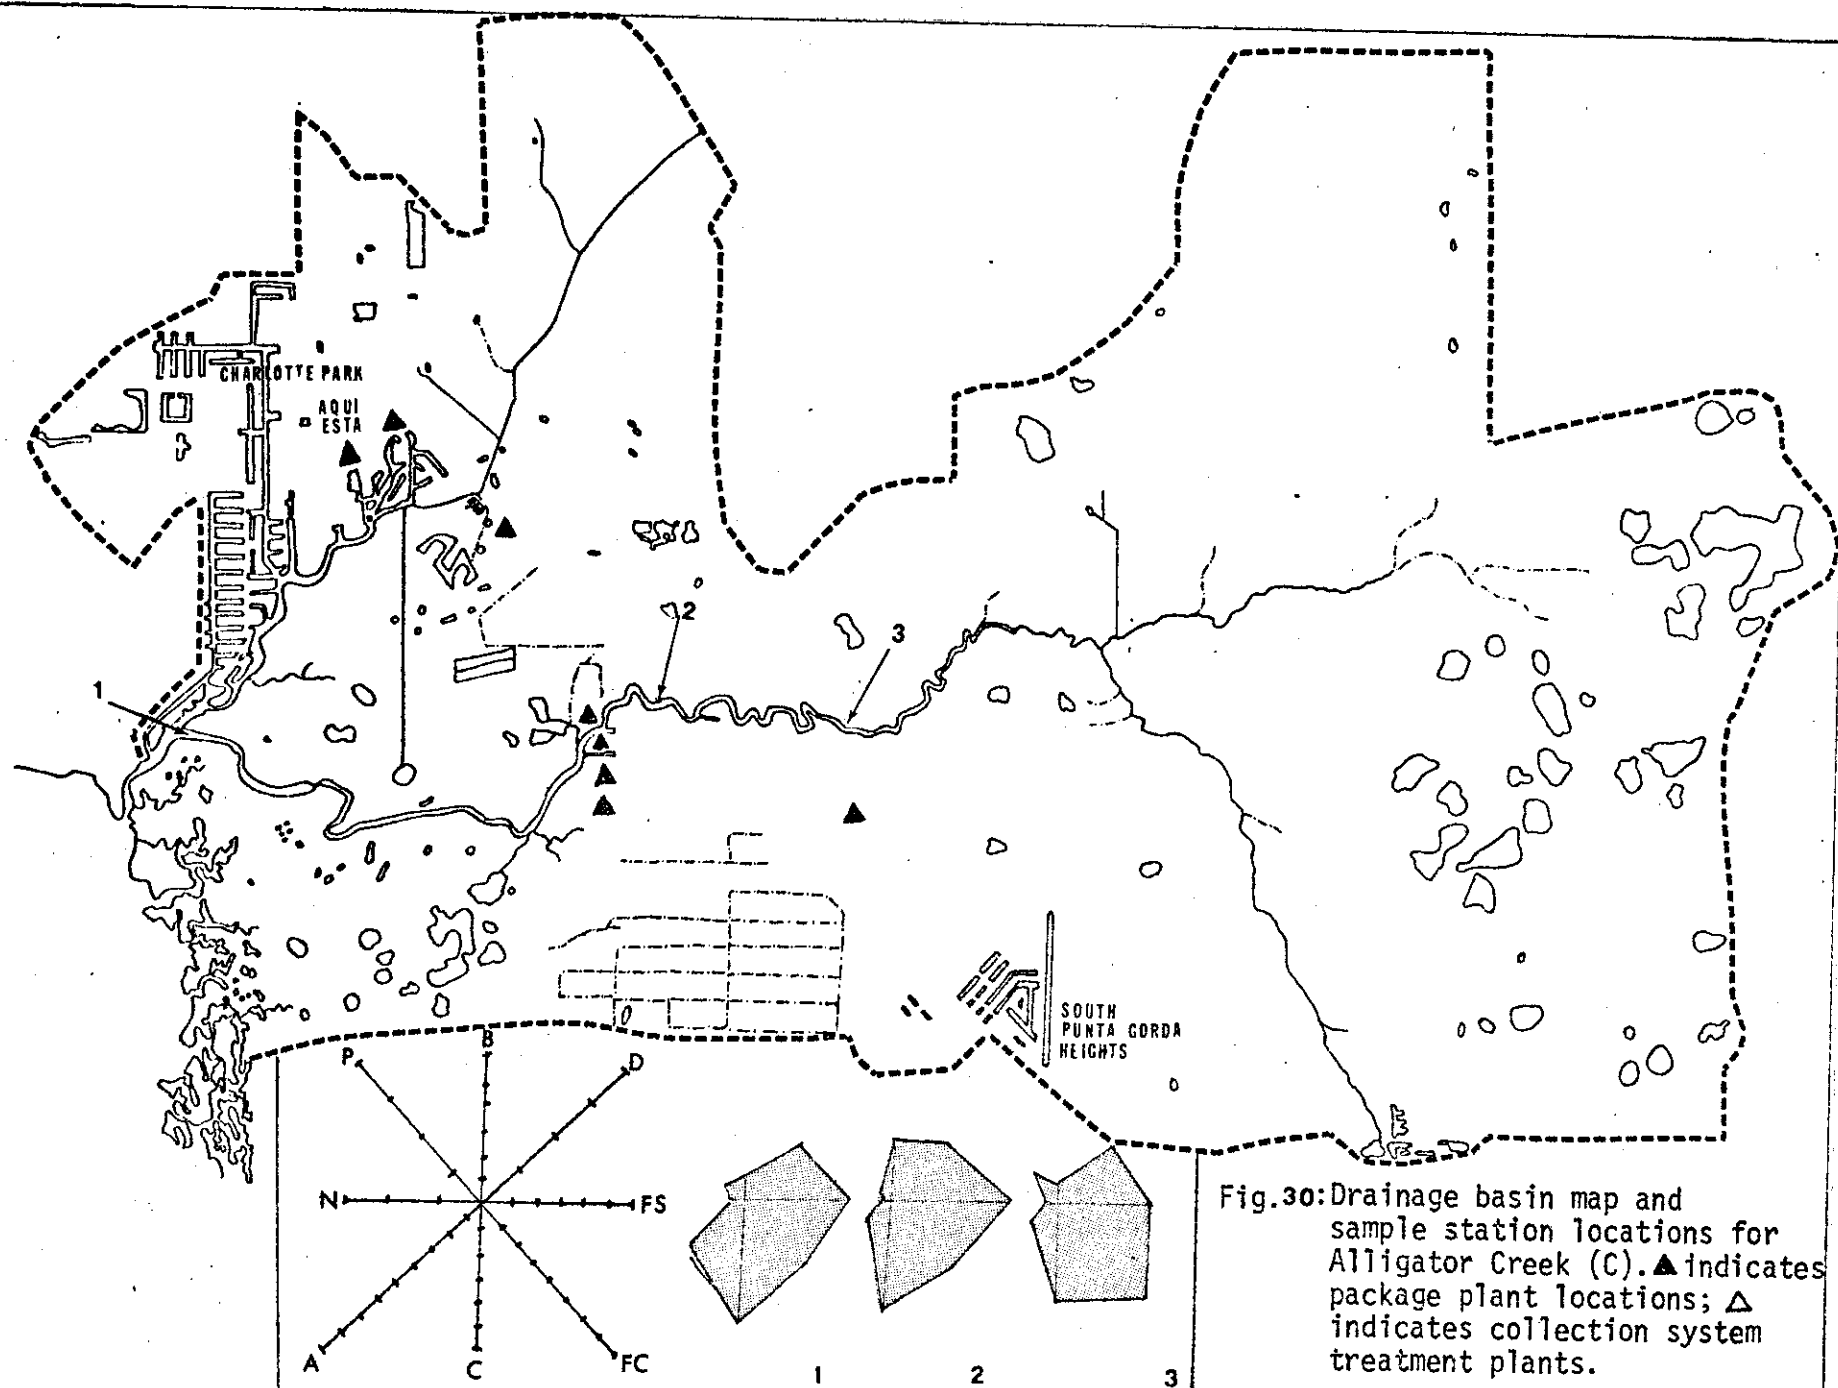 CHARLOTTE PARK
AQUI
ESTA
2
3
1
SOUTH
PUNTA GORDA
HEIGHTS
B
P
D
N
FS
A
C
FC
1
2
3
Fig.30:Drainage basin map and
sample station locations for
Alligator Creek (C).▲indicates
package plant locations; △
indicates collection system
treatment plants.